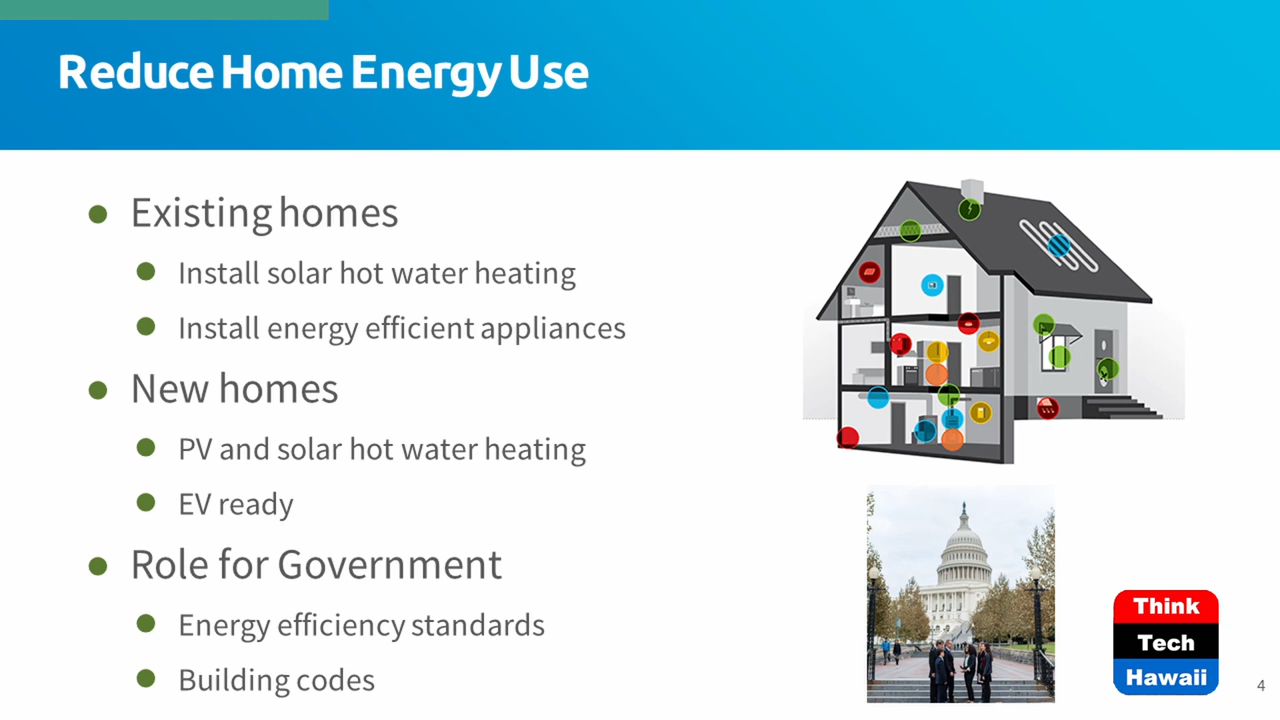 Reduce Home Energy Use
Existing homes
Install solar hot water heating
Install energy efficient appliances
New homes
PV and solar hot water heating
EV ready
Role for Government
Energy efficiency standards
Building codes
Think
Tech
Hawaii
4